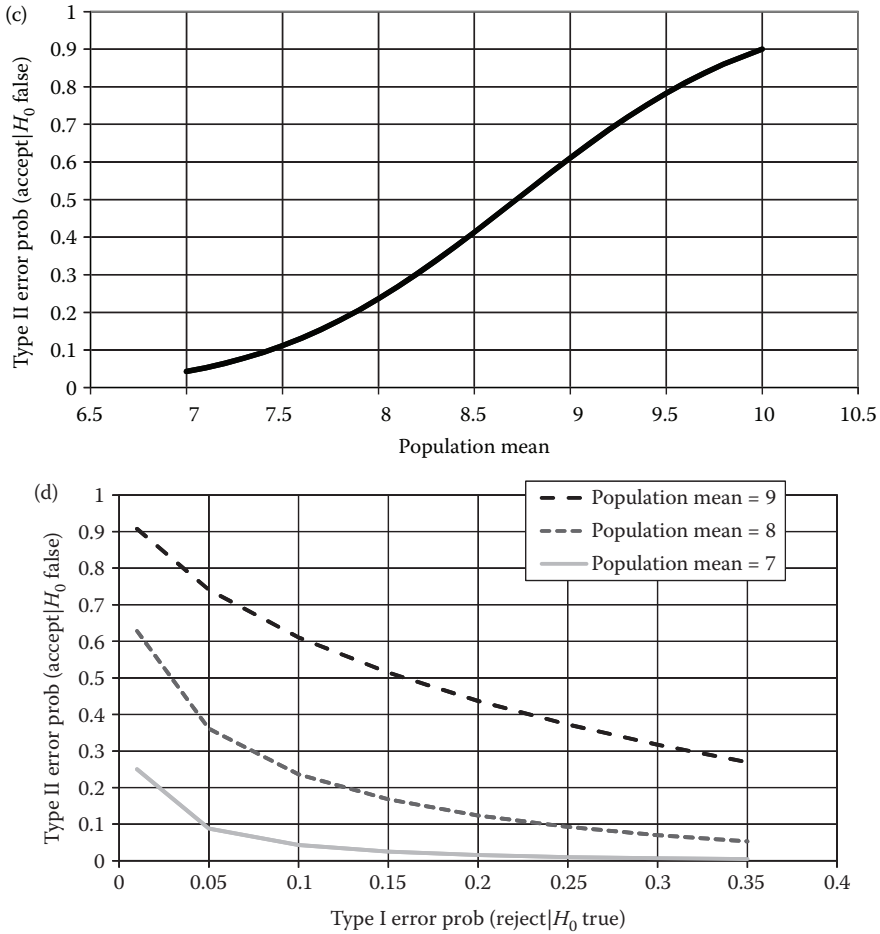 (c)
Type II error prob (accept|H₀ false)
1
0.9
0.8
0.7
0.6
0.5
0.4
0.3
0.2
0.1
0
6.5 7 7.5 8 8.5 9 9.5 10 10.5
Population mean
(d)
Type II error prob (accept|H₀ false)
1
0.9
0.8
0.7
0.6
0.5
0.4
0.3
0.2
0.1
0
Population mean = 9
Population mean = 8
Population mean = 7
0 0.05 0.1 0.15 0.2 0.25 0.3 0.35 0.4
Type I error prob (reject|H₀ true)